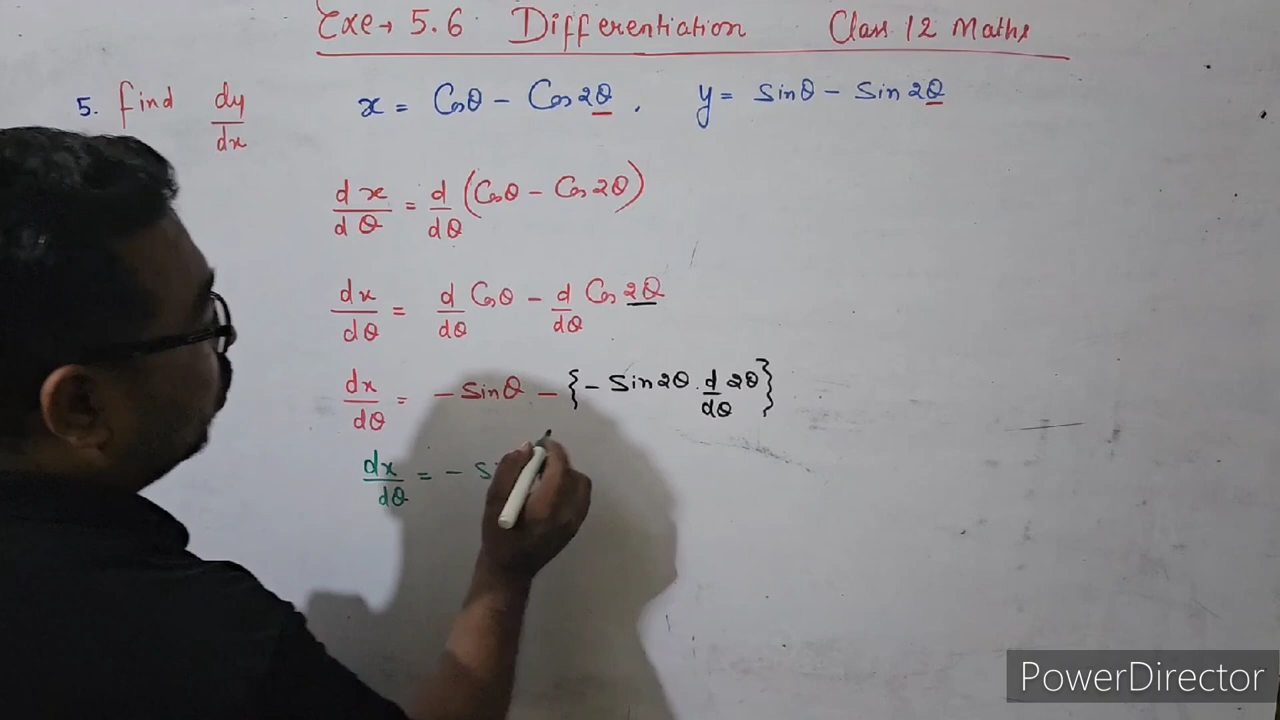 Exe→ 5.6 Differentiation Class 12 Maths
5. Find dy/dx x = Cosθ − Cos2θ, y = Sinθ − Sin2θ
dx/dθ = d/dθ (Cosθ − Cos2θ)
dx/dθ = d/dθ Cosθ − d/dθ Cos2θ
dx/dθ = − Sinθ − {− Sin2θ . d/dθ 2θ}
dx/dθ = −
PowerDirector